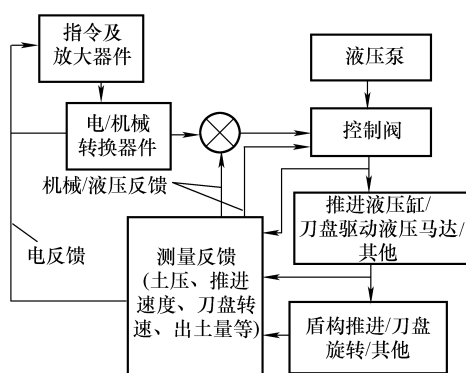 指令及
放大器件
液压泵
电/机械
转换器件
控制阀
机械/液压反馈
推进液压缸/
刀盘驱动液压马达/
其他
电反馈
测量反馈
(土压、推进
速度、刀盘转
速、出土量等)
盾构推进/刀盘
旋转/其他